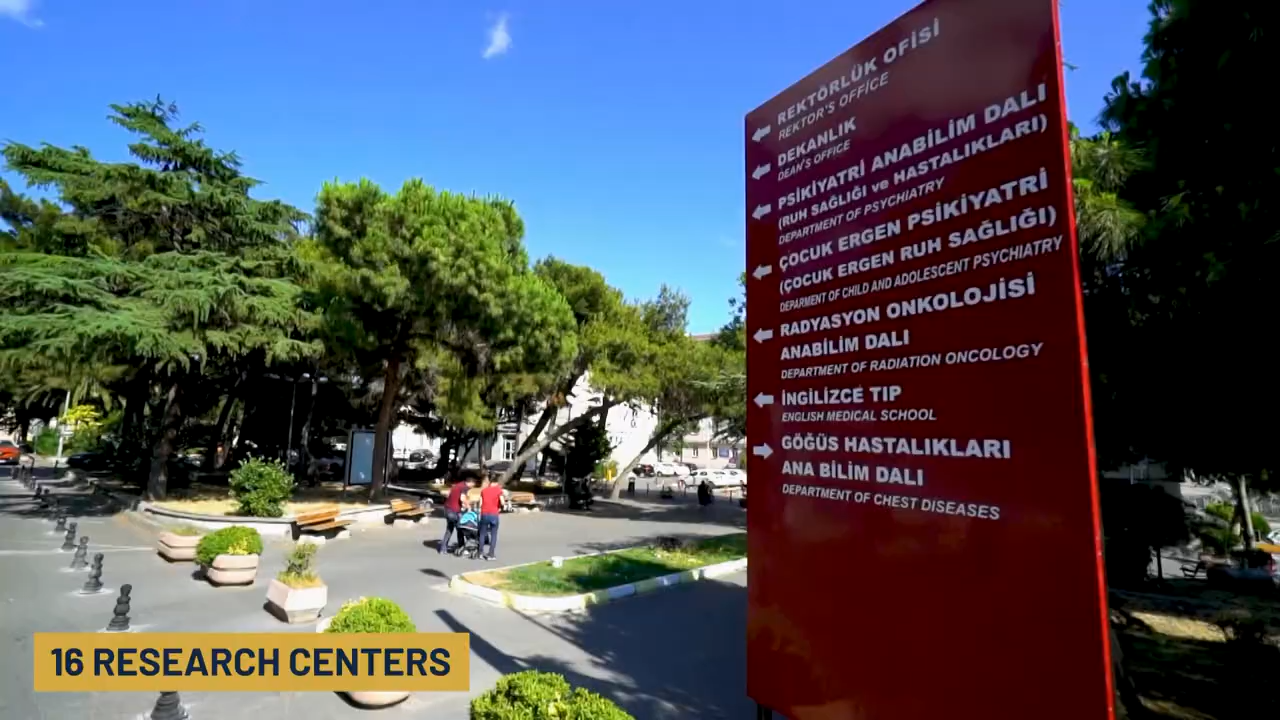 REKTÖRLÜK OFİSİ
REKTOR'S OFFICE
DEKANLIK
DEAN'S OFFICE
PSİKİYATRİ ANABİLİM DALI
(RUH SAĞLIĞI ve HASTALIKLARI)
DEPARTMENT OF PSYCHIATRY
ÇOCUK ERGEN PSİKİYATRİ
(ÇOCUK ERGEN RUH SAĞLIĞI)
DEPARMENT OF CHILD AND ADOLESCENT PSYCHIATRY
RADYASYON ONKOLOJİSİ
ANABİLİM DALI
DEPARTMENT OF RADIATION ONCOLOGY
İNGİLİZCE TIP
ENGLISH MEDICAL SCHOOL
GÖĞÜS HASTALIKLARI
ANA BİLİM DALI
DEPARTMENT OF CHEST DISEASES
16 RESEARCH CENTERS